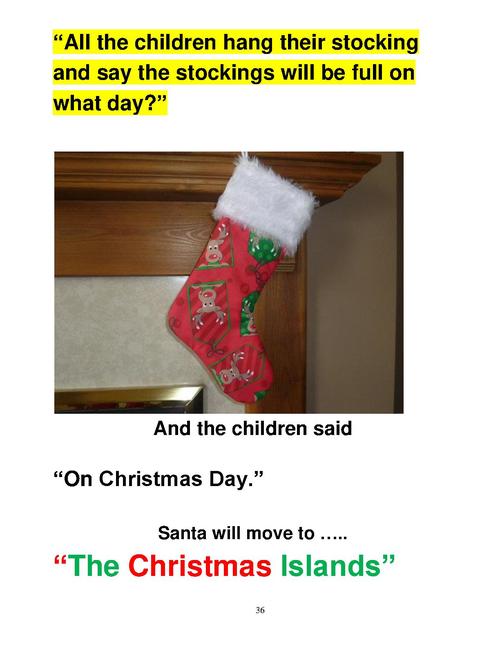 “All the children hang their stocking
and say the stockings will be full on
what day?”
And the children said
“On Christmas Day.”
Santa will move to …..
“The Christmas Islands”
36